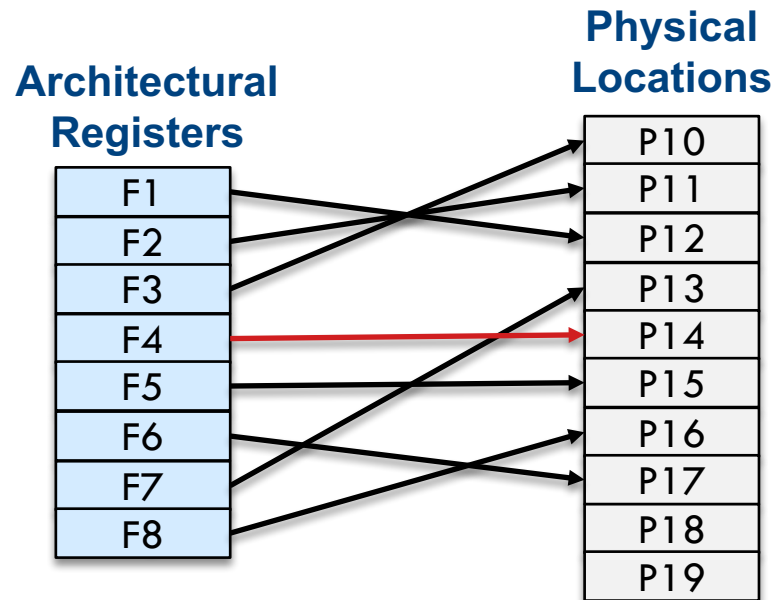 Architectural
Registers
F1
F2
F3
F4
F5
F6
F7
F8
Physical
Locations
P10
P11
P12
P13
P14
P15
P16
P17
P18
P19